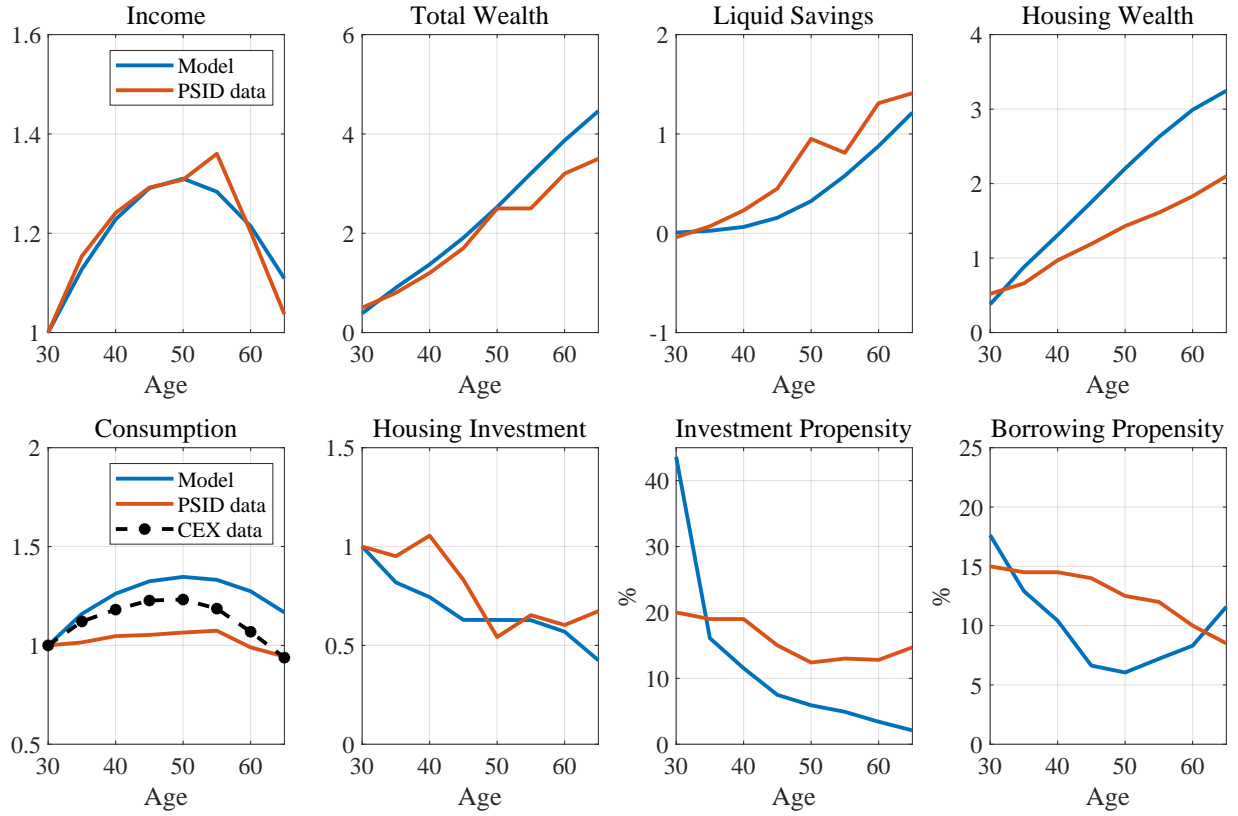 Income
1.6
1.4
1.2
1
30 40 50 60
Age
Model
PSID data
Total Wealth
6
4
2
0
30 40 50 60
Age
Liquid Savings
2
1
0
-1
30 40 50 60
Age
Housing Wealth
4
3
2
1
0
30 40 50 60
Age
Consumption
2
1.5
1
0.5
30 40 50 60
Age
Model
PSID data
CEX data
Housing Investment
1.5
1
0.5
0
30 40 50 60
Age
Investment Propensity
%
40
30
20
10
0
30 40 50 60
Age
Borrowing Propensity
%
25
20
15
10
5
0
30 40 50 60
Age